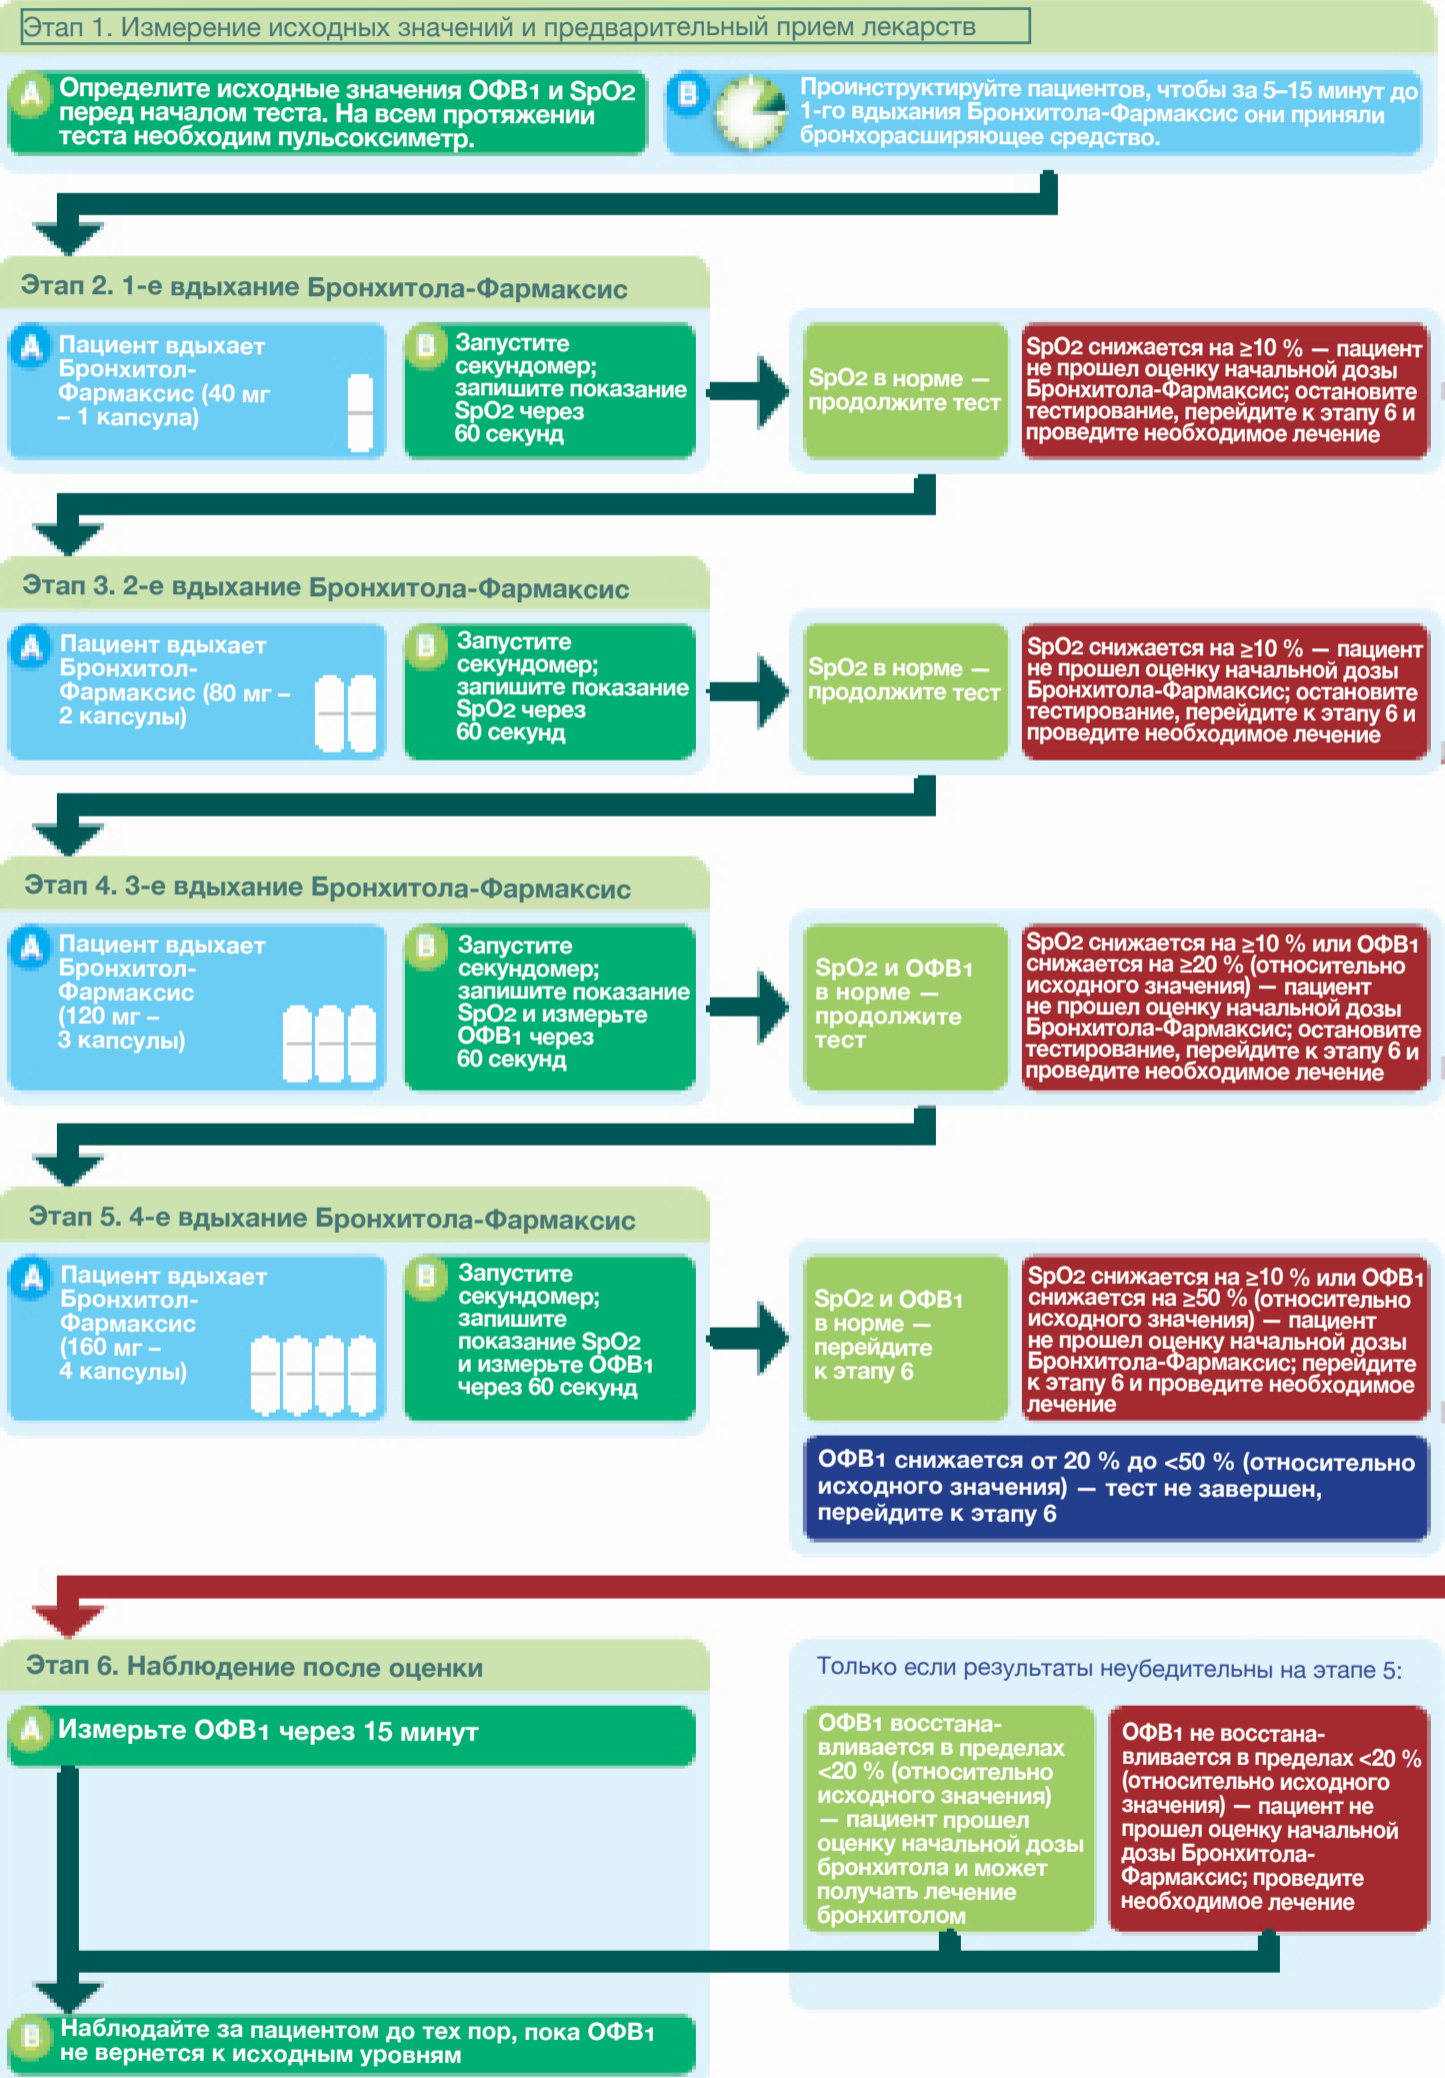 Этап 1. Измерение исходных значений и предварительный прием лекарств
A
Определите исходные значения ОФВ1 и SpO2
перед началом теста. На всем протяжении
теста необходим пульсоксиметр.
B
Проинструктируйте пациентов, чтобы за 5–15 минут до
1-го вдыхания Бронхитола-Фармаксис они приняли
бронхорасширяющее средство.
Этап 2. 1-е вдыхание Бронхитола-Фармаксис
A
Пациент вдыхает
Бронхитол-
Фармаксис (40 мг
– 1 капсула)
B
Запустите
секундомер;
запишите показание
SpO2 через
60 секунд
SpO2 в норме —
продолжите тест
SpO2 снижается на ≥10 % — пациент
не прошел оценку начальной дозы
Бронхитола-Фармаксис; остановите
тестирование, перейдите к этапу 6 и
проведите необходимое лечение
Этап 3. 2-е вдыхание Бронхитола-Фармаксис
A
Пациент вдыхает
Бронхитол-
Фармаксис (80 мг –
2 капсулы)
B
Запустите
секундомер;
запишите показание
SpO2 через
60 секунд
SpO2 в норме —
продолжите тест
SpO2 снижается на ≥10 % — пациент
не прошел оценку начальной дозы
Бронхитола-Фармаксис; остановите
тестирование, перейдите к этапу 6 и
проведите необходимое лечение
Этап 4. 3-е вдыхание Бронхитола-Фармаксис
A
Пациент вдыхает
Бронхитол-
Фармаксис
(120 мг –
3 капсулы)
B
Запустите
секундомер;
запишите показание
SpO2 и измерьте
ОФВ1 через
60 секунд
SpO2 и ОФВ1
в норме —
продолжите
тест
SpO2 снижается на ≥10 % или ОФВ1
снижается на ≥20 % (относительно
исходного значения) — пациент
не прошел оценку начальной дозы
Бронхитола-Фармаксис; остановите
тестирование, перейдите к этапу 6 и
проведите необходимое лечение
Этап 5. 4-е вдыхание Бронхитола-Фармаксис
A
Пациент вдыхает
Бронхитол-
Фармаксис
(160 мг –
4 капсулы)
B
Запустите
секундомер;
запишите
показание SpO2
и измерьте ОФВ1
через 60 секунд
SpO2 и ОФВ1
в норме —
перейдите
к этапу 6
SpO2 снижается на ≥10 % или ОФВ1
снижается на ≥50 % (относительно
исходного значения) — пациент
не прошел оценку начальной дозы
Бронхитола-Фармаксис; перейдите
к этапу 6 и проведите необходимое
лечение
ОФВ1 снижается от 20 % до <50 % (относительно
исходного значения) — тест не завершен,
перейдите к этапу 6
Этап 6. Наблюдение после оценки
A
Измерьте ОФВ1 через 15 минут
Только если результаты неубедительны на этапе 5:
ОФВ1 восстана-
вливается в пределах
<20 % (относительно
исходного значения)
— пациент прошел
оценку начальной дозы
бронхитола и может
получать лечение
бронхитолом
ОФВ1 не восстана-
вливается в пределах <20 %
(относительно исходного
значения) — пациент не
прошел оценку начальной
дозы Бронхитола-
Фармаксис; проведите
необходимое лечение
B
Наблюдайте за пациентом до тех пор, пока ОФВ1
не вернется к исходным уровням